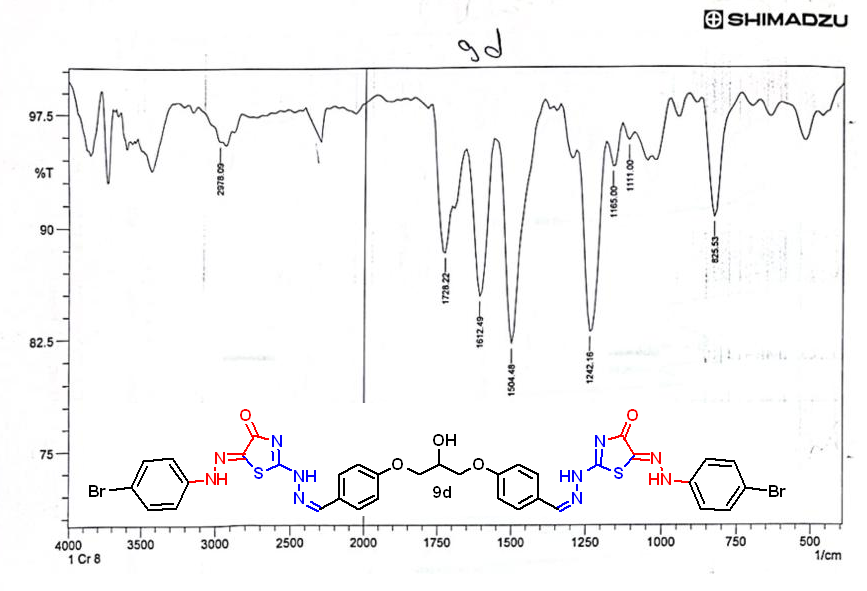 SHIMADZU
9d
97.5
%T
90
82.5
75
2978.09
1728.22
1612.49
1504.48
1242.16
1165.00
1111.00
825.53
O
N
N
S
HN
NH
N
Br
O
OH
9d
O
N
O
S
N
HN
N
HN
Br
4000 3500 3000 2500 2000 1750 1500 1250 1000 750 500
1 Cr 8
1/cm